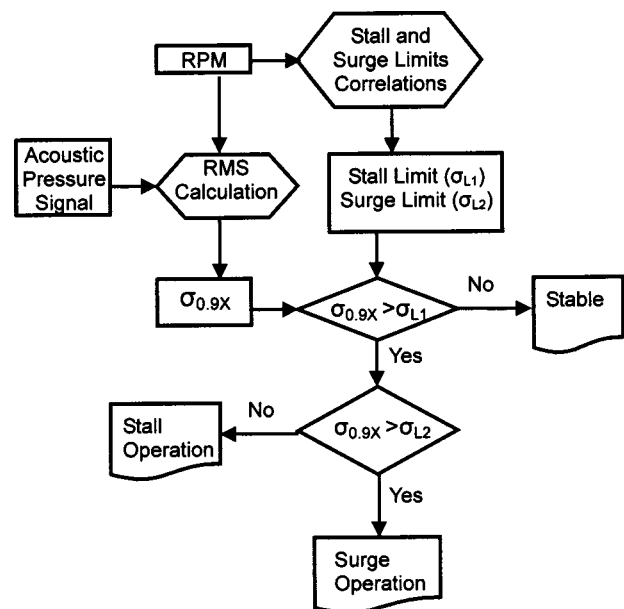 RPM
Stall and
Surge Limits
Correlations
Acoustic
Pressure
Signal
RMS
Calculation
Stall Limit (σL1)
Surge Limit (σL2)
σ0.9X
σ0.9X>σL1
No
Stable
Yes
σ0.9X>σL2
No
Stall
Operation
Yes
Surge
Operation